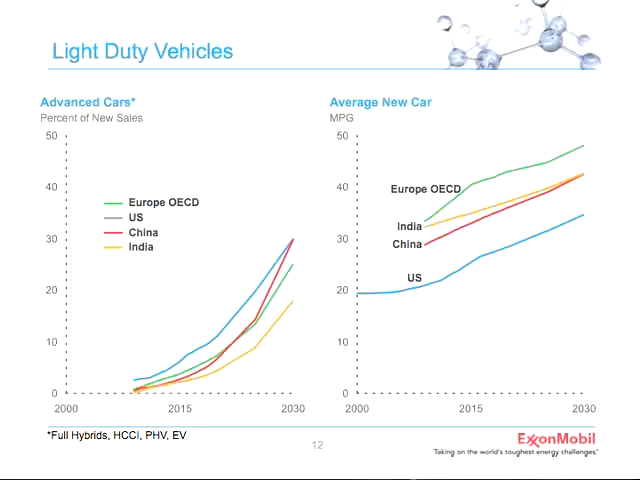 Light Duty Vehicles
Advanced Cars*
Percent of New Sales
50
40
30
20
10
0
2000
2015
2030
Europe OECD
US
China
India
Average New Car
MPG
50
40
30
20
10
0
2000
2015
2030
Europe OECD
India
China
US
*Full Hybrids, HCCI, PHV, EV
12
ExxonMobil
Taking on the world's toughest energy challenges.™